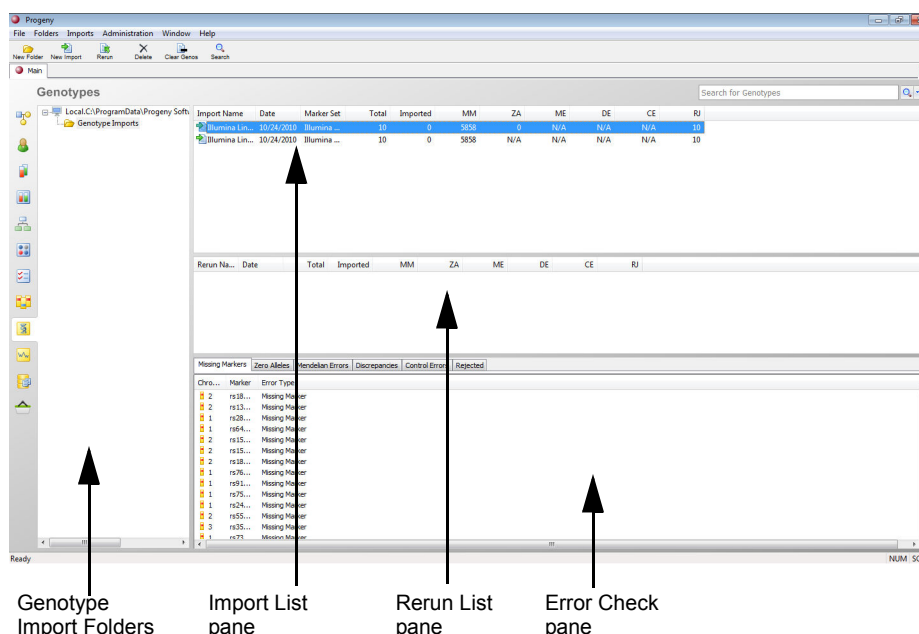 Progeny
File Folders Imports Administration Window Help
New Folder New Import Rerun Delete Clear Genos Search
Main
Genotypes
Search for Genotypes
Local.C:\ProgramData\Progeny Softw
Genotype Imports
Import Name Date Marker Set Total Imported MM ZA ME DE CE RJ
Illumina Lin... 10/24/2010 Illumina ... 10 0 5858 0 N/A N/A N/A 10
Illumina Lin... 10/24/2010 Illumina ... 10 0 5858 N/A N/A N/A N/A 10
Rerun Na... Date Total Imported MM ZA ME DE CE RJ
Missing Markers Zero Alleles Mendelian Errors Discrepancies Control Errors Rejected
Chro... Marker Error Type
2 rs18... Missing Marker
2 rs13... Missing Marker
1 rs28... Missing Marker
1 rs64... Missing Marker
2 rs15... Missing Marker
2 rs15... Missing Marker
2 rs18... Missing Marker
1 rs76... Missing Marker
1 rs91... Missing Marker
1 rs75... Missing Marker
1 rs24... Missing Marker
2 rs55... Missing Marker
3 rs35... Missing Marker
1 rs73... Missing Marker
Ready
NUM SC
Genotype Import Folders
Import List pane
Rerun List pane
Error Check pane